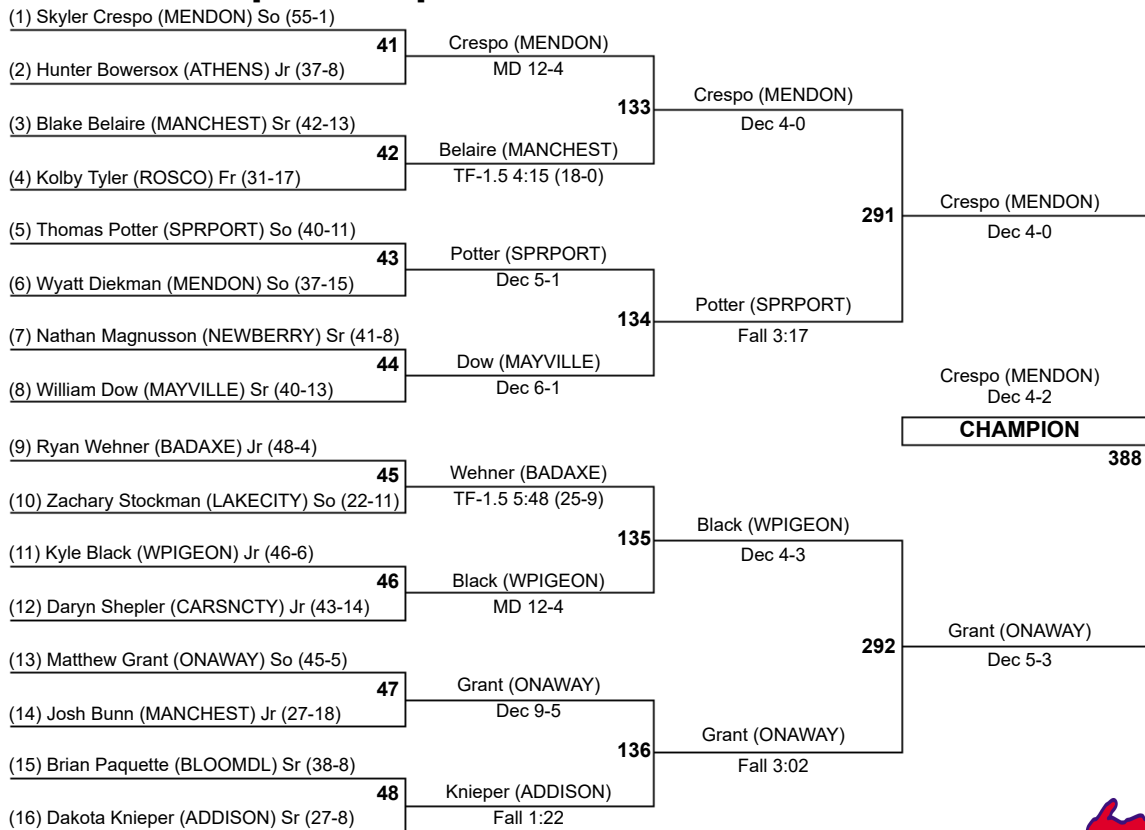 (1) Skyler Crespo (MENDON) So (55-1)
41
(2) Hunter Bowersox (ATHENS) Jr (37-8)
Crespo (MENDON)
MD 12-4
133
(3) Blake Belaire (MANCHEST) Sr (42-13)
42
(4) Kolby Tyler (ROSCO) Fr (31-17)
Belaire (MANCHEST)
TF-1.5 4:15 (18-0)
Crespo (MENDON)
Dec 4-0
291
(5) Thomas Potter (SPRPORT) So (40-11)
43
(6) Wyatt Diekman (MENDON) So (37-15)
Potter (SPRPORT)
Dec 5-1
134
(7) Nathan Magnusson (NEWBERRY) Sr (41-8)
44
(8) William Dow (MAYVILLE) Sr (40-13)
Dow (MAYVILLE)
Dec 6-1
Potter (SPRPORT)
Fall 3:17
Crespo (MENDON)
Dec 4-0
Crespo (MENDON)
Dec 4-2
CHAMPION
388
(9) Ryan Wehner (BADAXE) Jr (48-4)
45
(10) Zachary Stockman (LAKECITY) So (22-11)
Wehner (BADAXE)
TF-1.5 5:48 (25-9)
135
(11) Kyle Black (WPIGEON) Jr (46-6)
46
(12) Daryn Shepler (CARSNCTY) Jr (43-14)
Black (WPIGEON)
MD 12-4
Black (WPIGEON)
Dec 4-3
292
(13) Matthew Grant (ONAWAY) So (45-5)
47
(14) Josh Bunn (MANCHEST) Jr (27-18)
Grant (ONAWAY)
Dec 9-5
136
(15) Brian Paquette (BLOOMDL) Sr (38-8)
48
(16) Dakota Knieper (ADDISON) Sr (27-8)
Knieper (ADDISON)
Fall 1:22
Grant (ONAWAY)
Fall 3:02
Grant (ONAWAY)
Dec 5-3